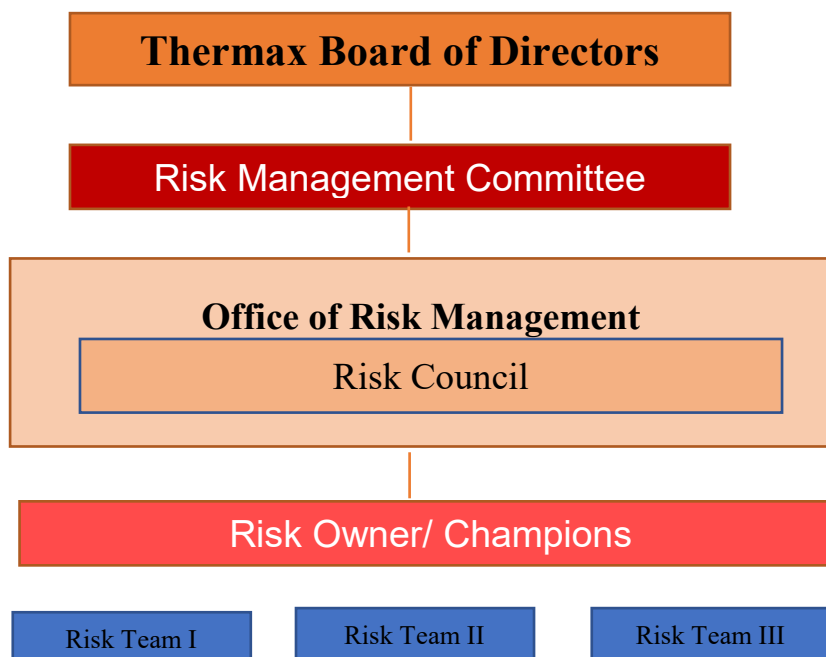 Thermax Board of Directors
Risk Management Committee
Office of Risk Management
Risk Council
Risk Owner/ Champions
Risk Team I
Risk Team II
Risk Team III